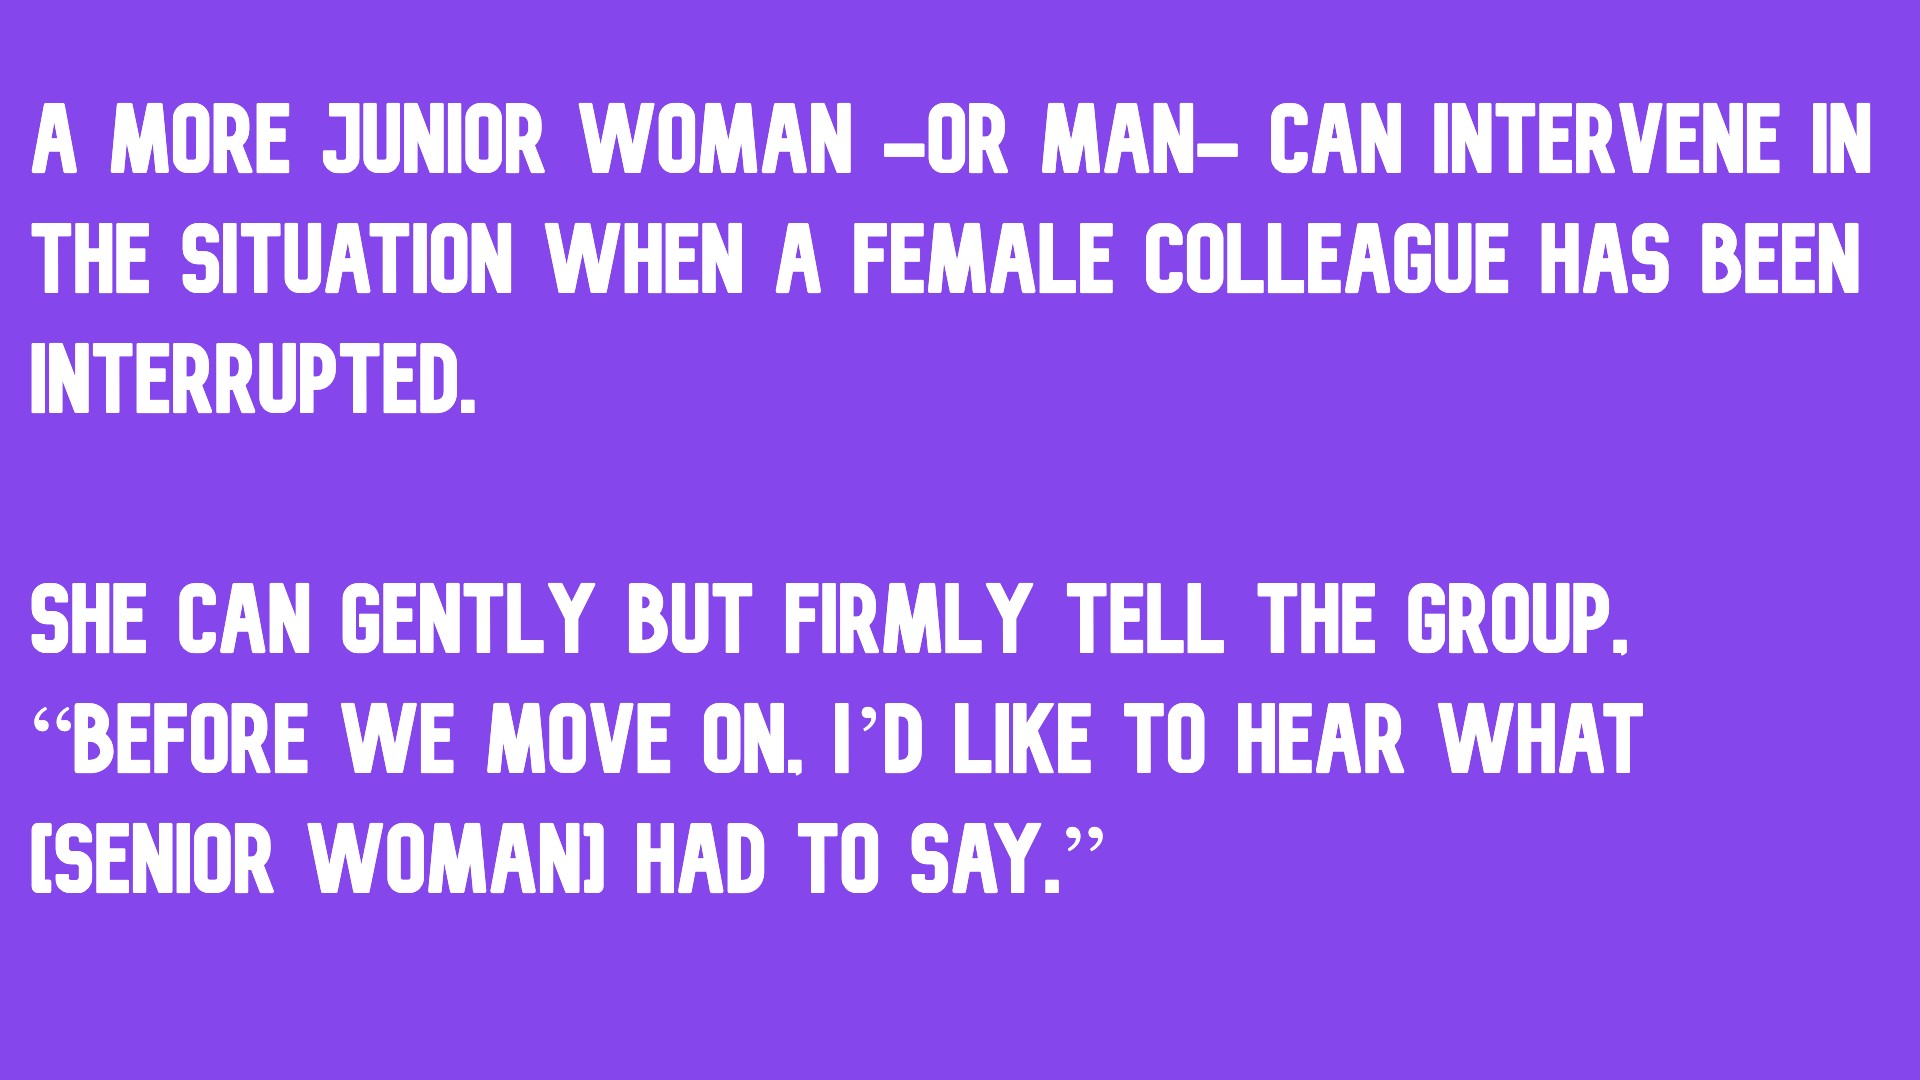 A MORE JUNIOR WOMAN –OR MAN– CAN INTERVENE IN
THE SITUATION WHEN A FEMALE COLLEAGUE HAS BEEN
INTERRUPTED.
SHE CAN GENTLY BUT FIRMLY TELL THE GROUP,
“BEFORE WE MOVE ON, I’D LIKE TO HEAR WHAT
[SENIOR WOMAN] HAD TO SAY.”